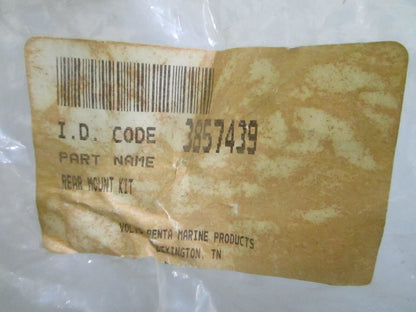 I.D. CODE 3857439
PART NAME
REAR MOUNT KIT
VOLVO PENTA MARINE PRODUCTS
LEXINGTON, TN